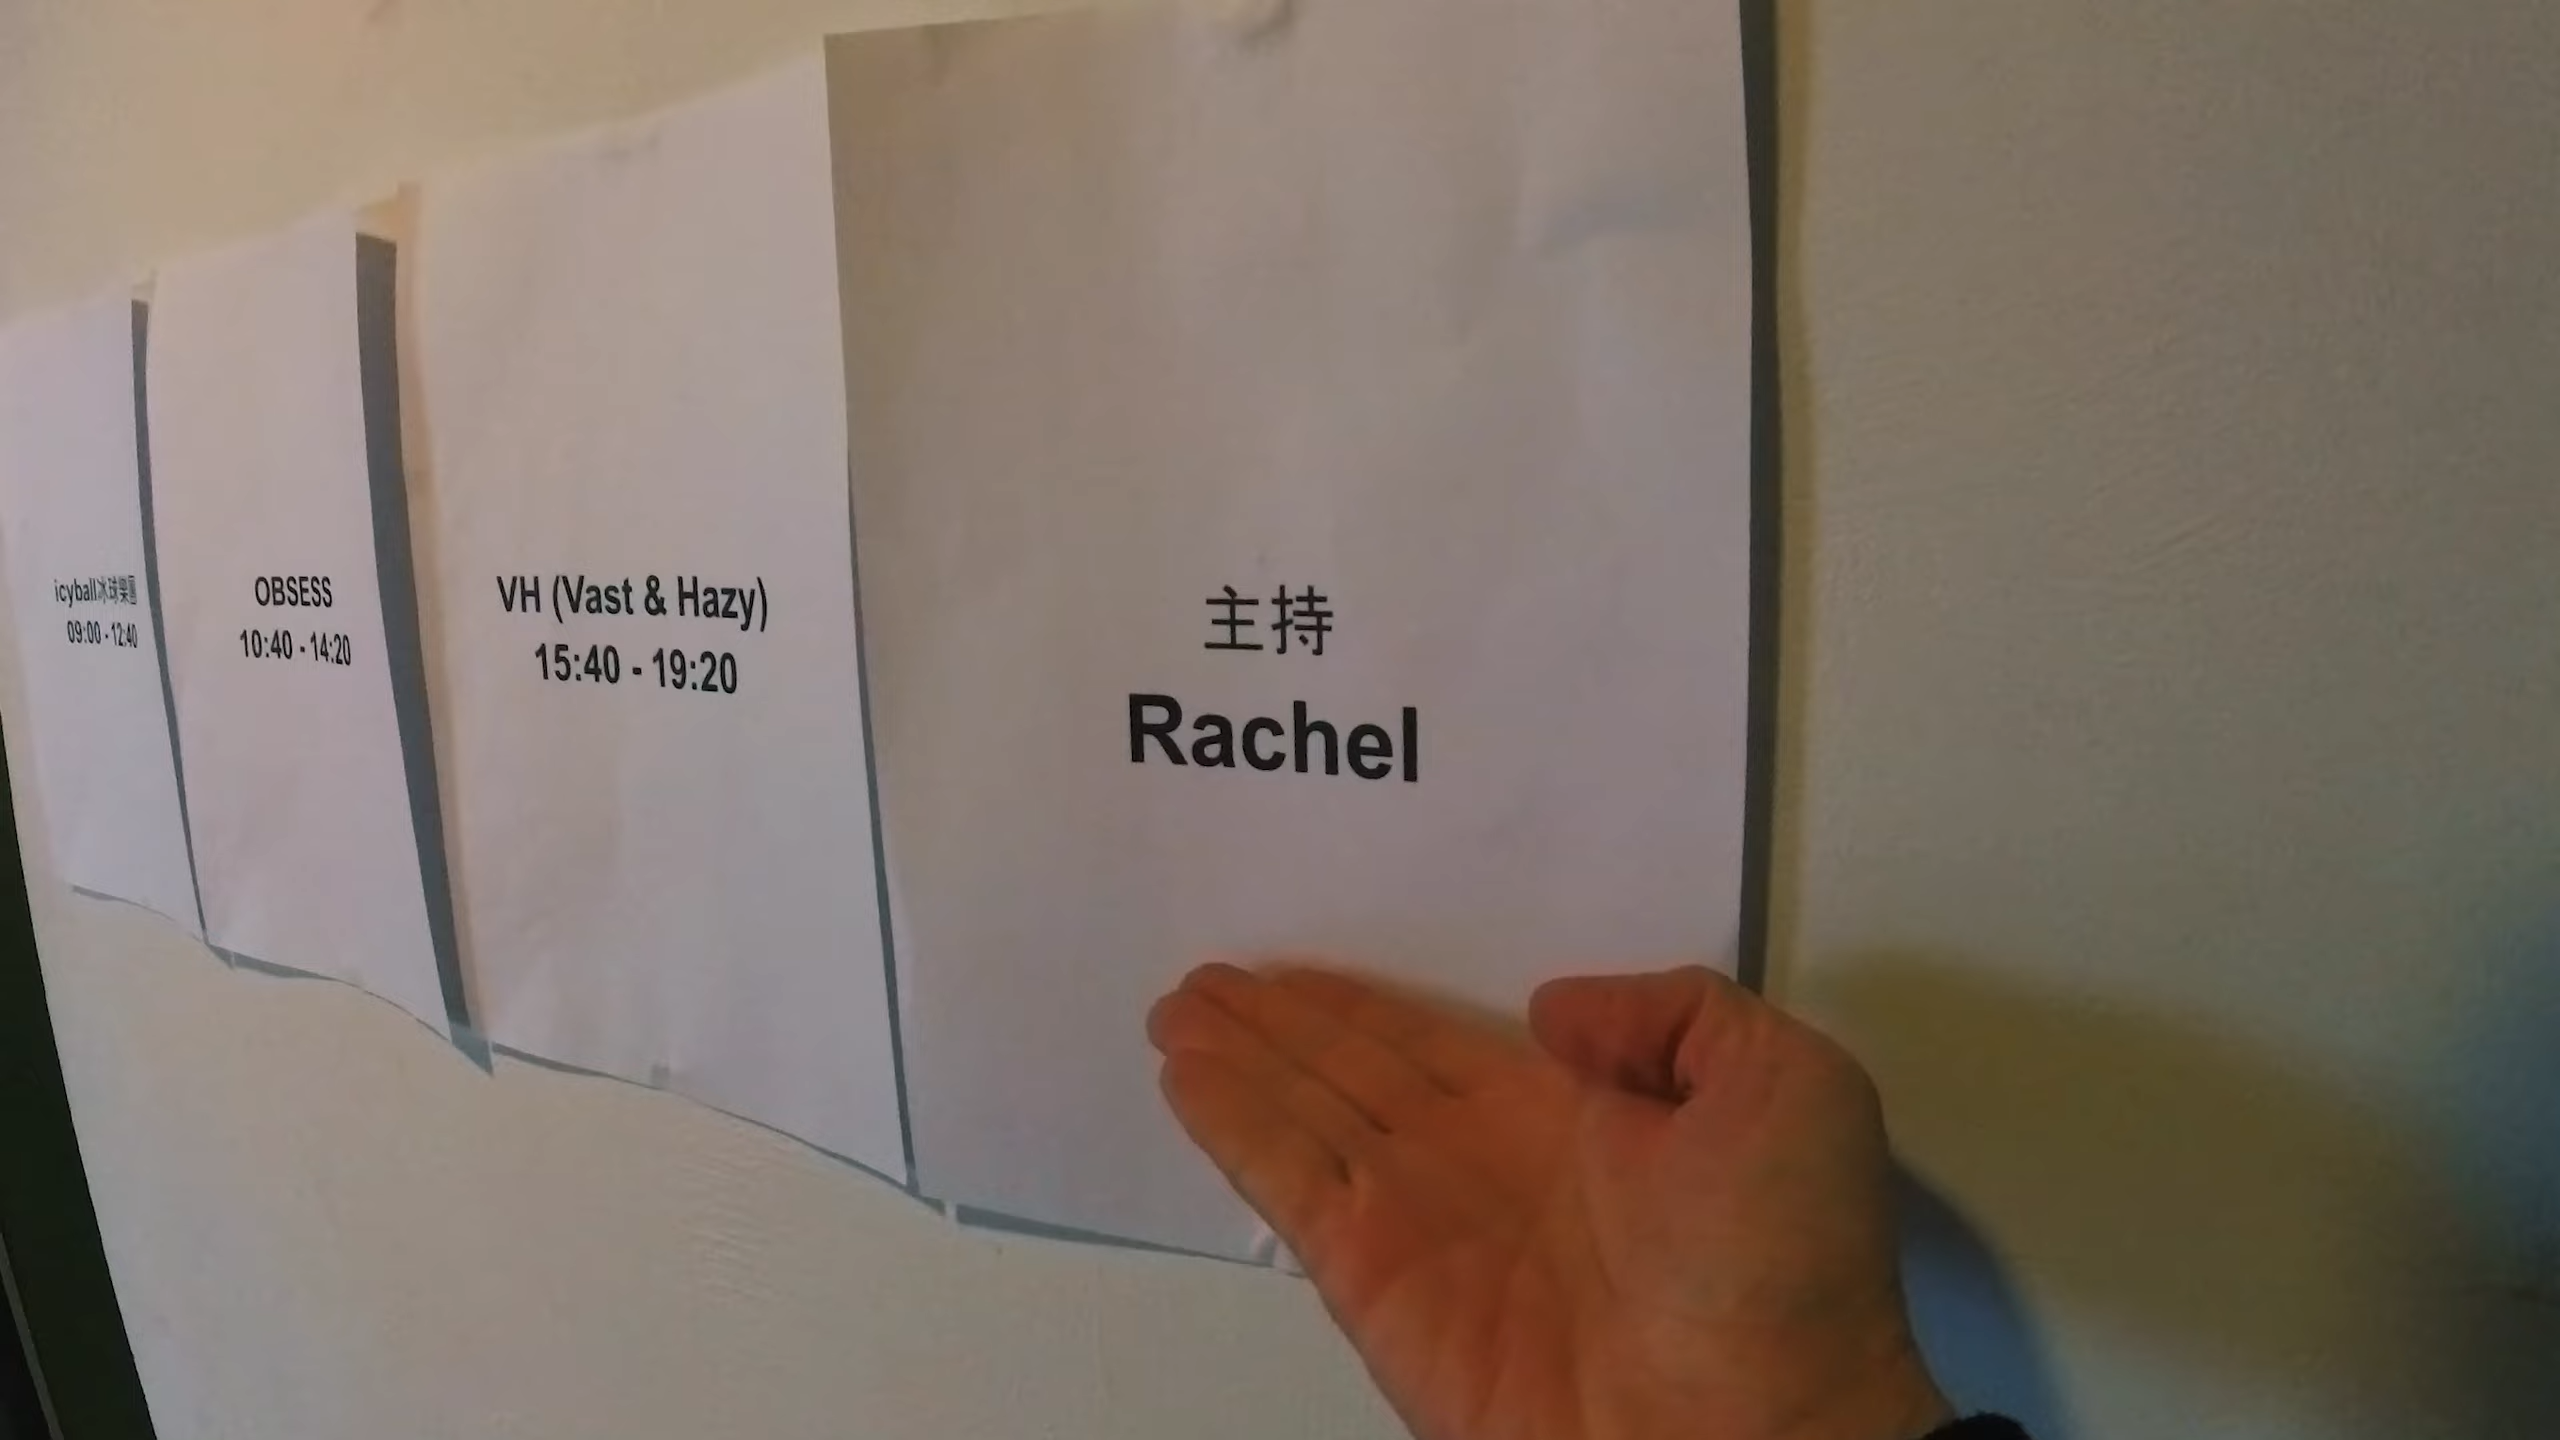 icyball冰球樂團
09:00 - 12:40
OBSESS
10:40 - 14:20
VH (Vast & Hazy)
15:40 - 19:20
主持
Rachel